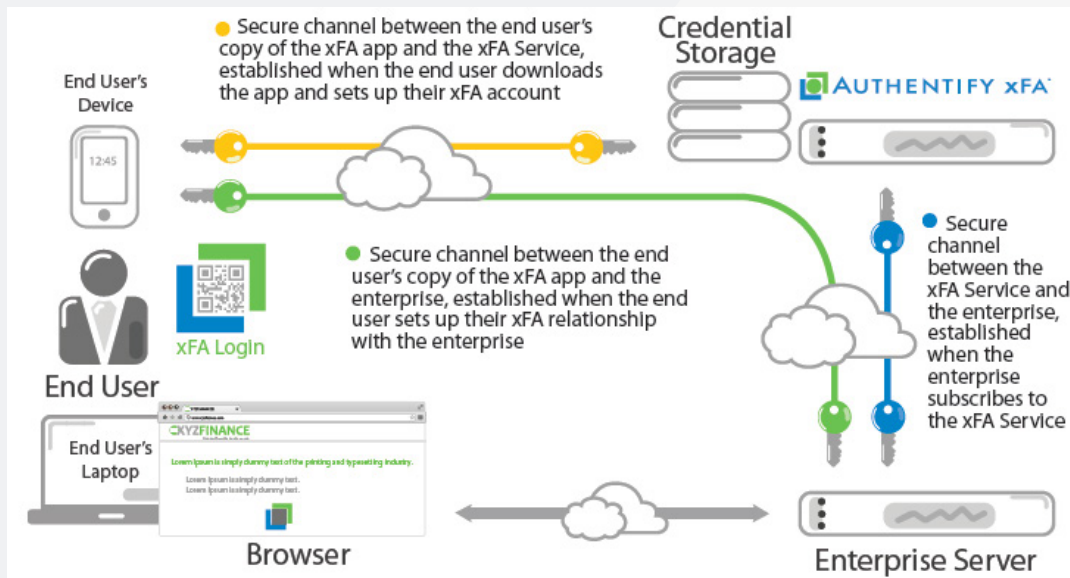 Secure channel between the end user's
copy of the xFA app and the xFA Service,
established when the end user downloads
the app and sets up their xFA account
Credential
Storage
AUTHENTIFY xFA
End User's
Device
12:45
Secure
channel
between the
xFA Service and
the enterprise,
established
when the
enterprise
subscribes to
the xFA Service
Secure channel between the end
user's copy of the xFA app and the
enterprise, established when the end
user sets up their xFA relationship
with the enterprise
xFA Login
End User
End User's
Laptop
XYZFINANCE
Lorem Ipsum is simply dummy text of the printing and typesetting industry.
Lorem Ipsum is simply dummy text.
Lorem Ipsum is simply dummy text.
Browser
Enterprise Server